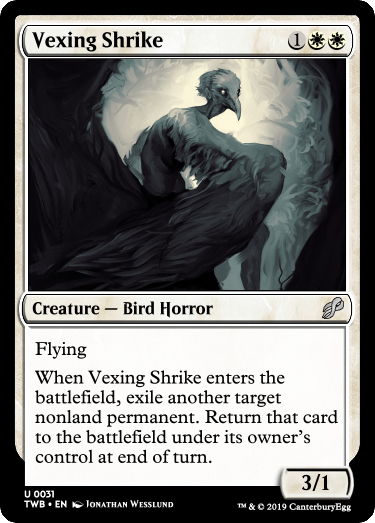 Vexing Shrike 1
Creature — Bird Horror
Flying
When Vexing Shrike enters the
battlefield, exile another target
nonland permanent. Return that card
to the battlefield under its owner's
control at end of turn.
3/1
U 0031
TWB • EN Jonathan Wesslund
™ & © 2019 CanterburyEgg